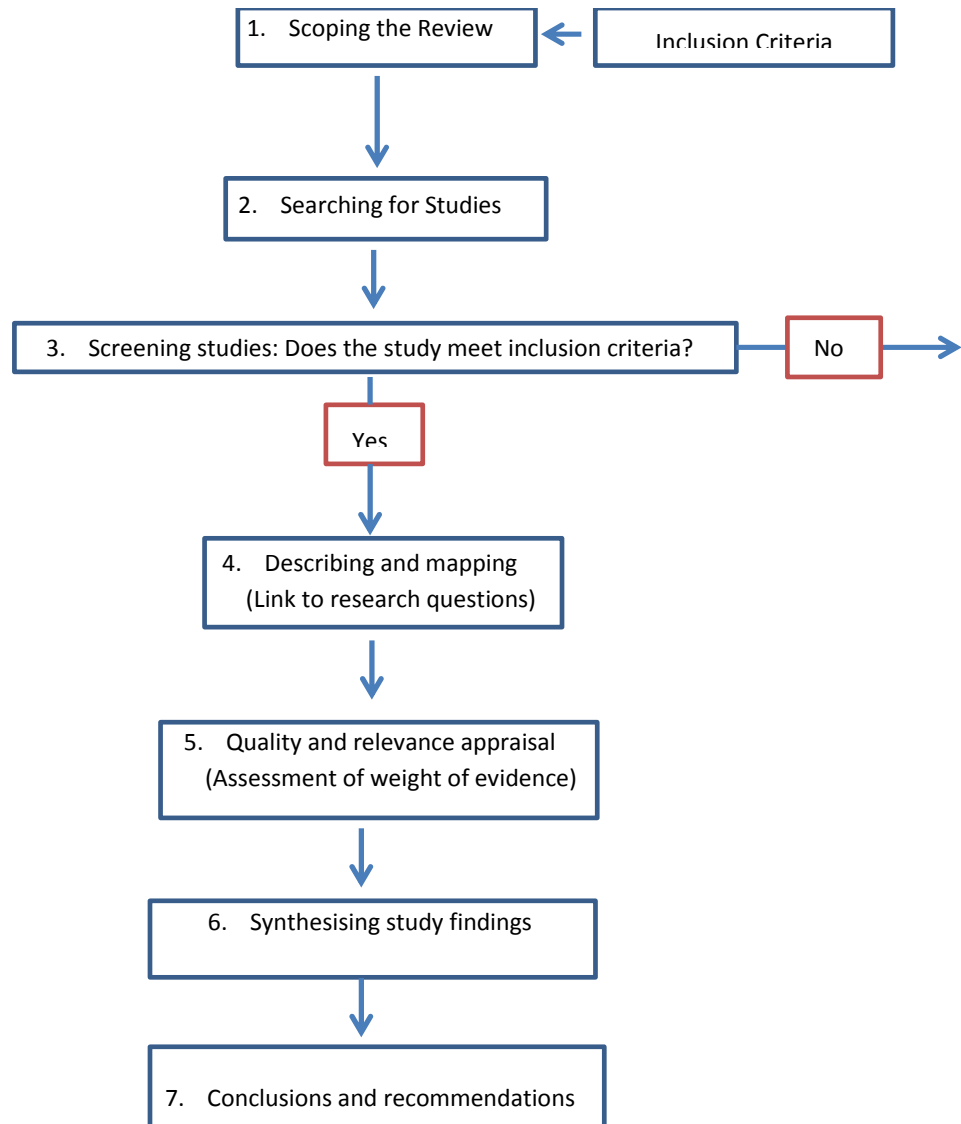 1. Scoping the Review
Inclusion Criteria
2. Searching for Studies
3. Screening studies: Does the study meet inclusion criteria?
No
Yes
4. Describing and mapping
(Link to research questions)
5. Quality and relevance appraisal
(Assessment of weight of evidence)
6. Synthesising study findings
7. Conclusions and recommendations